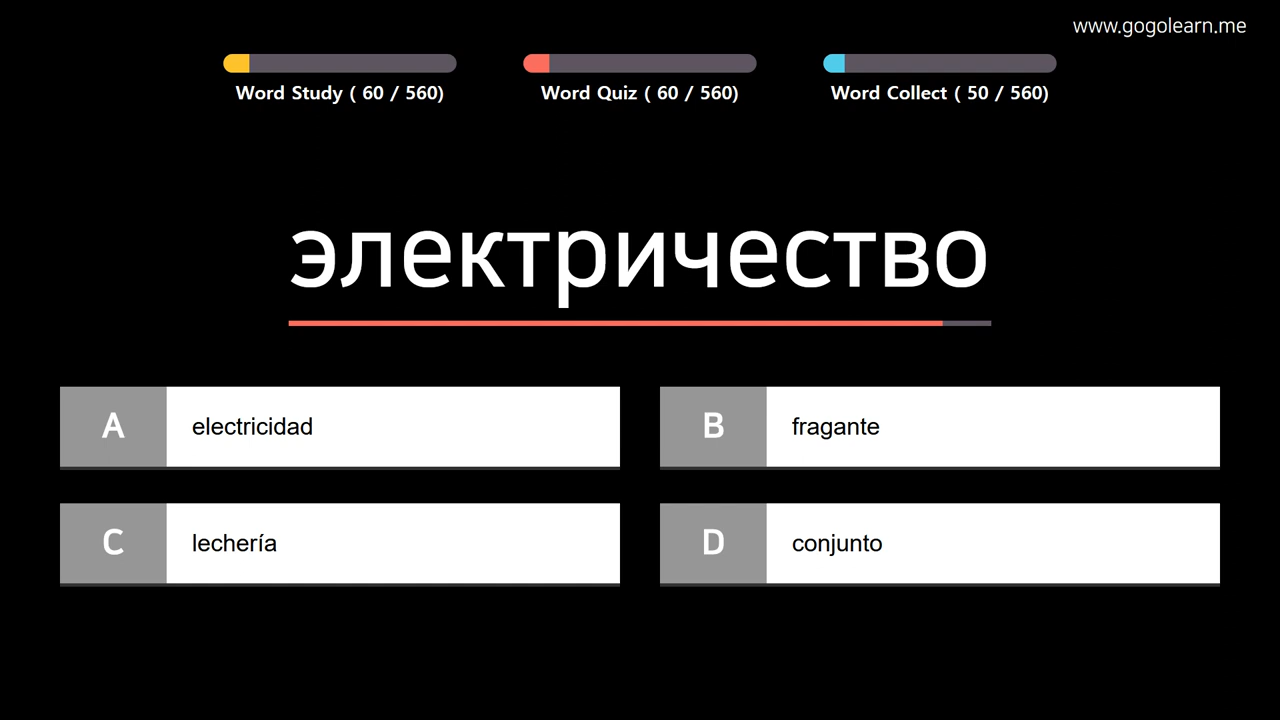 www.gogolearn.me
Word Study ( 60 / 560)
Word Quiz ( 60 / 560)
Word Collect ( 50 / 560)
электричество
A electricidad
B fragante
C lechería
D conjunto